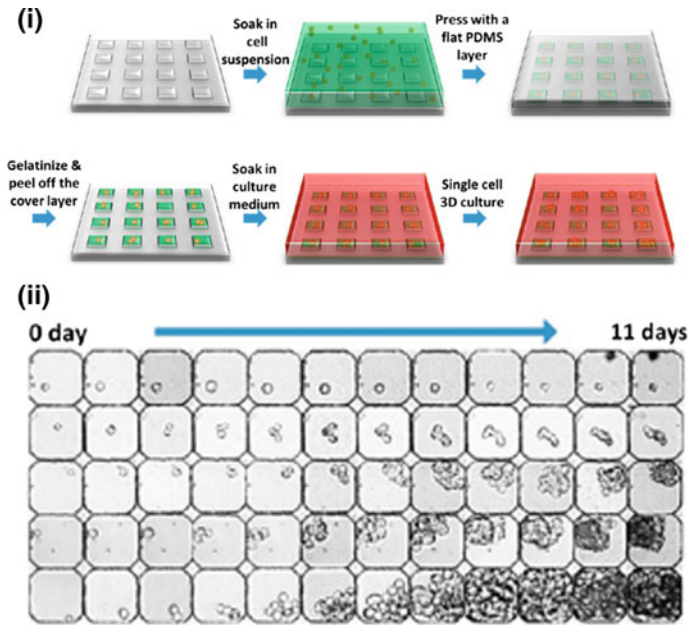 (i)
Soak in
cell
suspension
Press with a
flat PDMS
layer
Gelatinize &
peel off the
cover layer
Soak in
culture
medium
Single cell
3D culture
(ii)
0 day
11 days